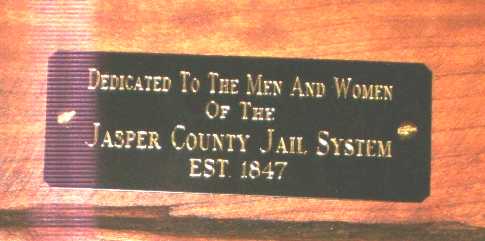 Dedicated To The Men And Women
Of The
Jasper County Jail System
EST. 1847